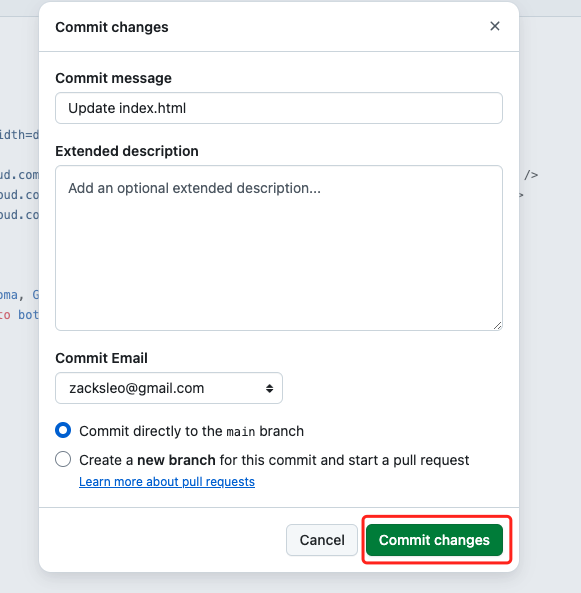 Commit changes
Commit message
Update index.html
idth=d
Extended description
ud.com
/>
oud.co
>
oud.co
Add an optional extended description...
oma, G
to bot
Commit Email
zacksleo@gmail.com
Commit directly to the main branch
Create a new branch for this commit and start a pull request
Learn more about pull requests
Cancel
Commit changes